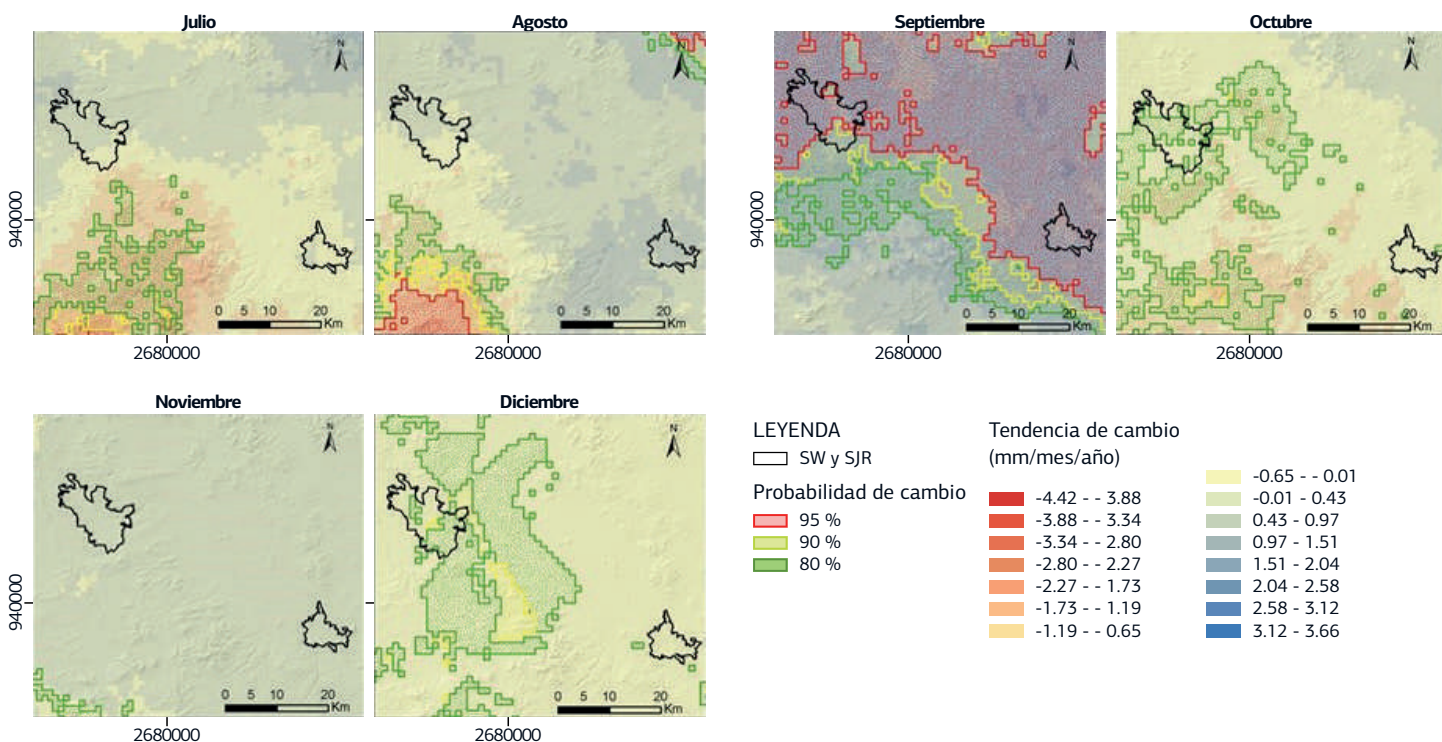 Julio
Agosto
Septiembre
Octubre
N
N
N
N
940000
940000
0 5 10 20
Km
0 5 10 20
Km
0 5 10 20
Km
0 5 10 20
Km
2680000
2680000
2680000
2680000
Noviembre
Diciembre
N
N
940000
0 5 10 20
Km
0 5 10 20
Km
2680000
2680000
LEYENDA
SW y SJR
Probabilidad de cambio
95 %
90 %
80 %
Tendencia de cambio
(mm/mes/año)
-4.42 - - 3.88
-3.88 - - 3.34
-3.34 - - 2.80
-2.80 - - 2.27
-2.27 - - 1.73
-1.73 - - 1.19
-1.19 - - 0.65
-0.65 - - 0.01
-0.01 - 0.43
0.43 - 0.97
0.97 - 1.51
1.51 - 2.04
2.04 - 2.58
2.58 - 3.12
3.12 - 3.66